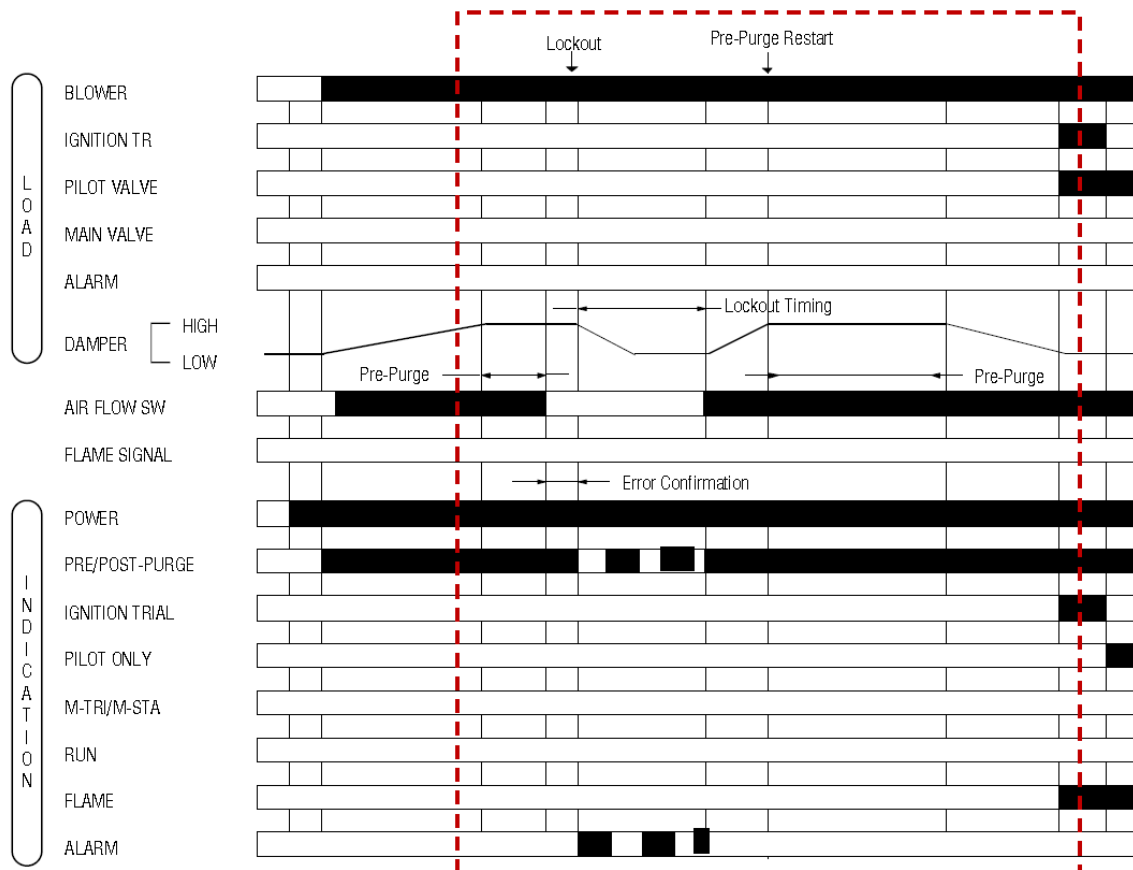 Lockout
Pre-Purge Restart
LOAD
BLOWER
IGNITION TR
PILOT VALVE
MAIN VALVE
ALARM
Lockout Timing
DAMPER
HIGH
LOW
Pre-Purge
Pre-Purge
AIR FLOW SW
FLAME SIGNAL
Error Confirmation
INDICATION
POWER
PRE/POST-PURGE
IGNITION TRIAL
PILOT ONLY
M-TRI/M-STA
RUN
FLAME
ALARM